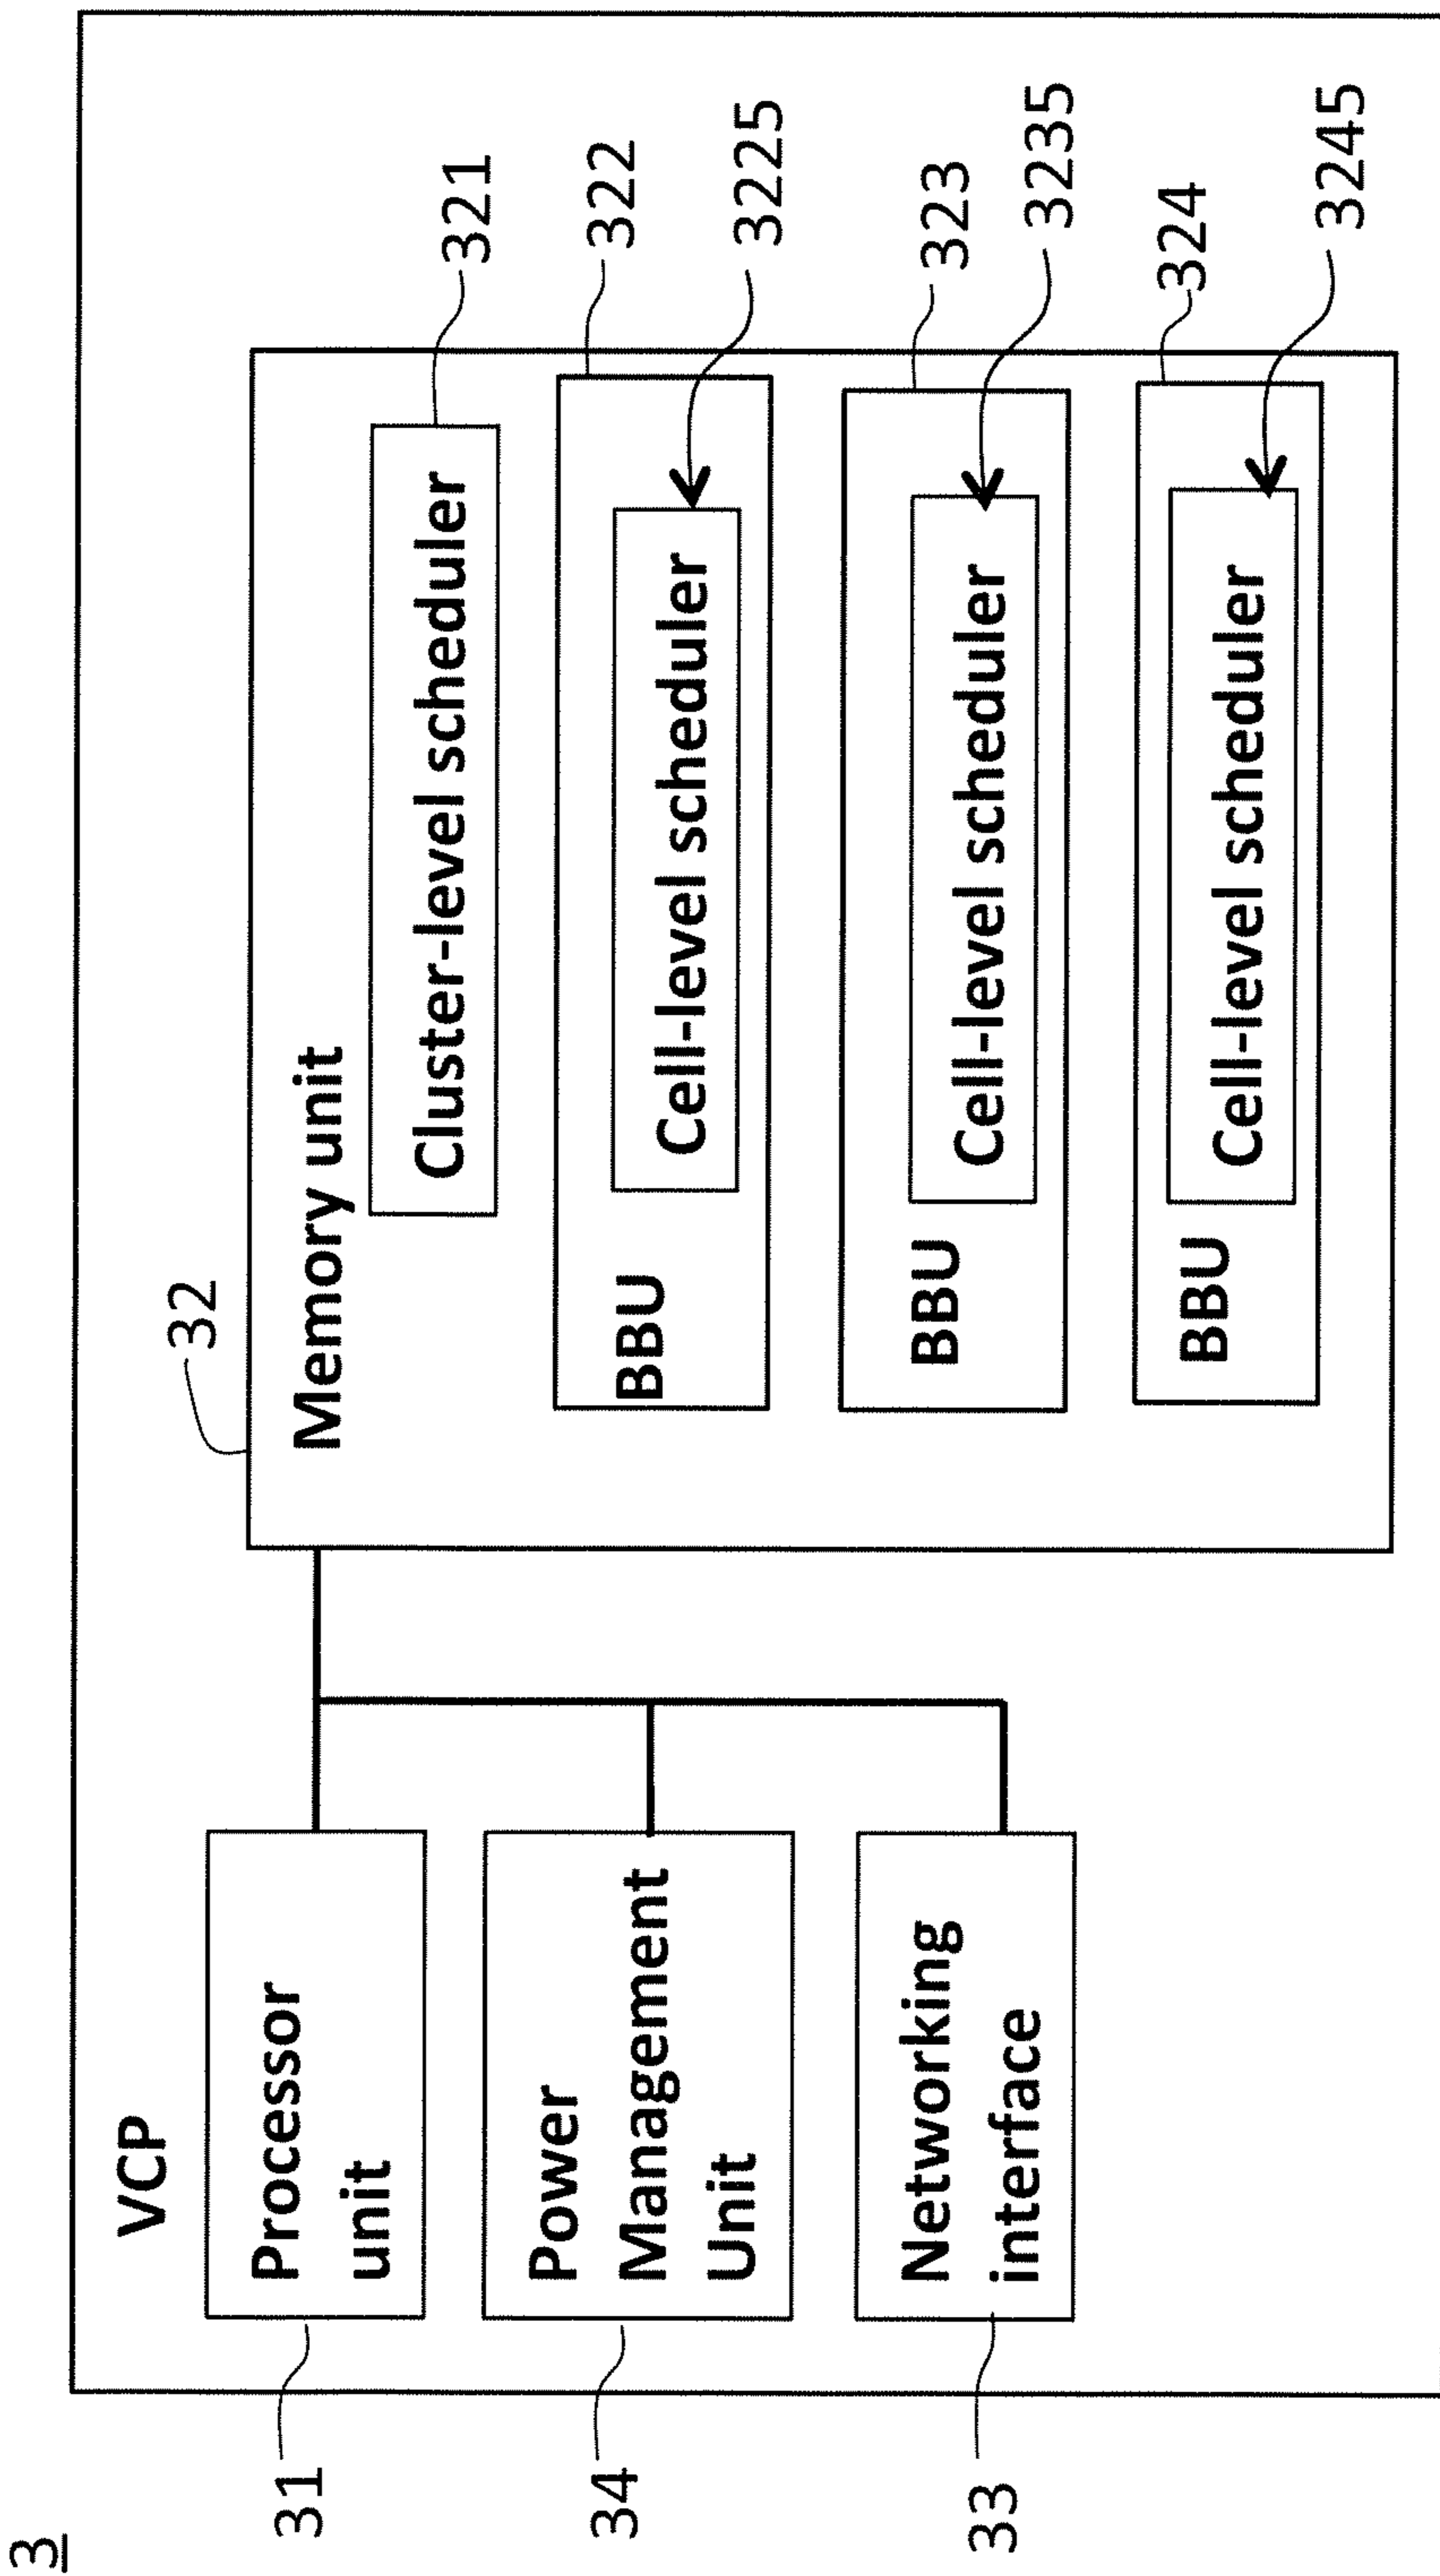 3
VCP
31
Processor
unit
34
Power
Management
Unit
33
Networking
interface
32
Memory unit
Cluster-level scheduler
321
322
BBU
Cell-level scheduler
3225
323
BBU
Cell-level scheduler
3235
324
BBU
Cell-level scheduler
3245